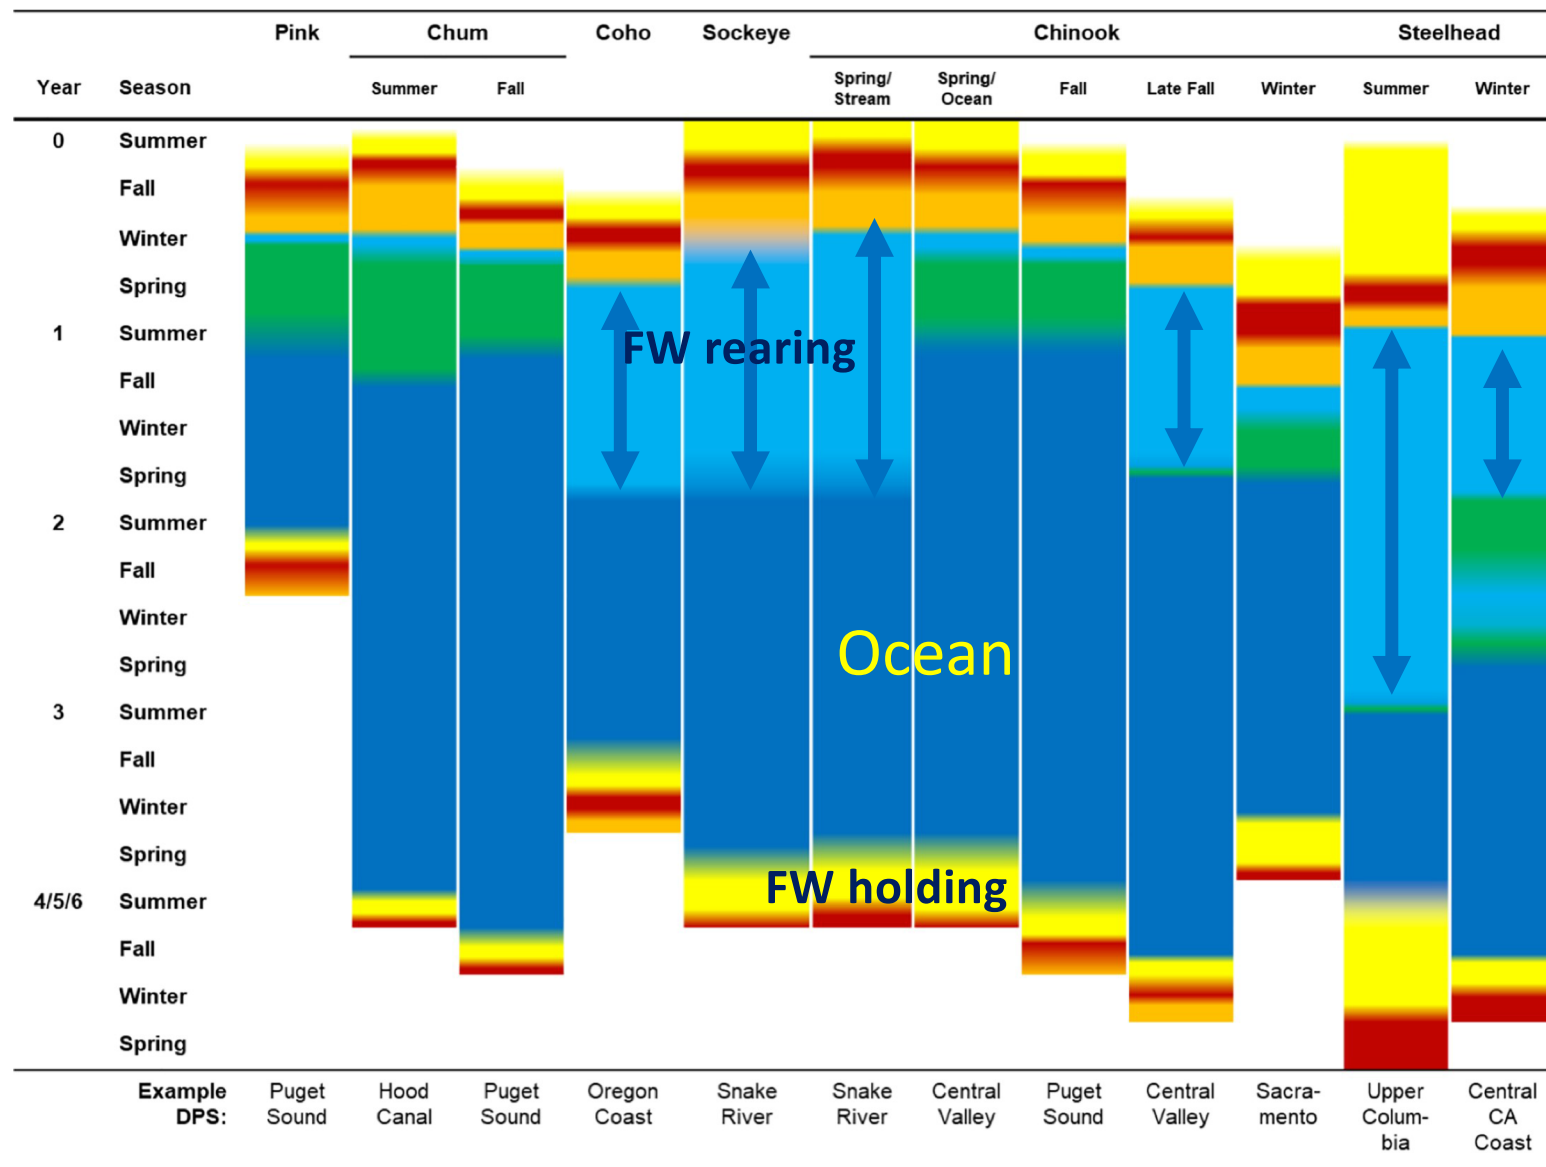 Pink Chum Coho Sockeye Chinook Steelhead
Year Season Summer Fall Spring/ Stream Spring/ Ocean Fall Late Fall Winter Summer Winter
0 Summer
Fall
Winter
Spring
FW rearing
1 Summer
Fall
Winter
Spring
2 Summer
Fall
Winter
Ocean
Spring
3 Summer
Fall
Winter
Spring
FW holding
4/5/6 Summer
Fall
Winter
Spring
Example Puget Hood Puget Oregon Snake Snake Central Puget Central Sacra- Upper Central
DPS: Sound Canal Sound Coast River River Valley Sound Valley mento Colum- CA
bia Coast